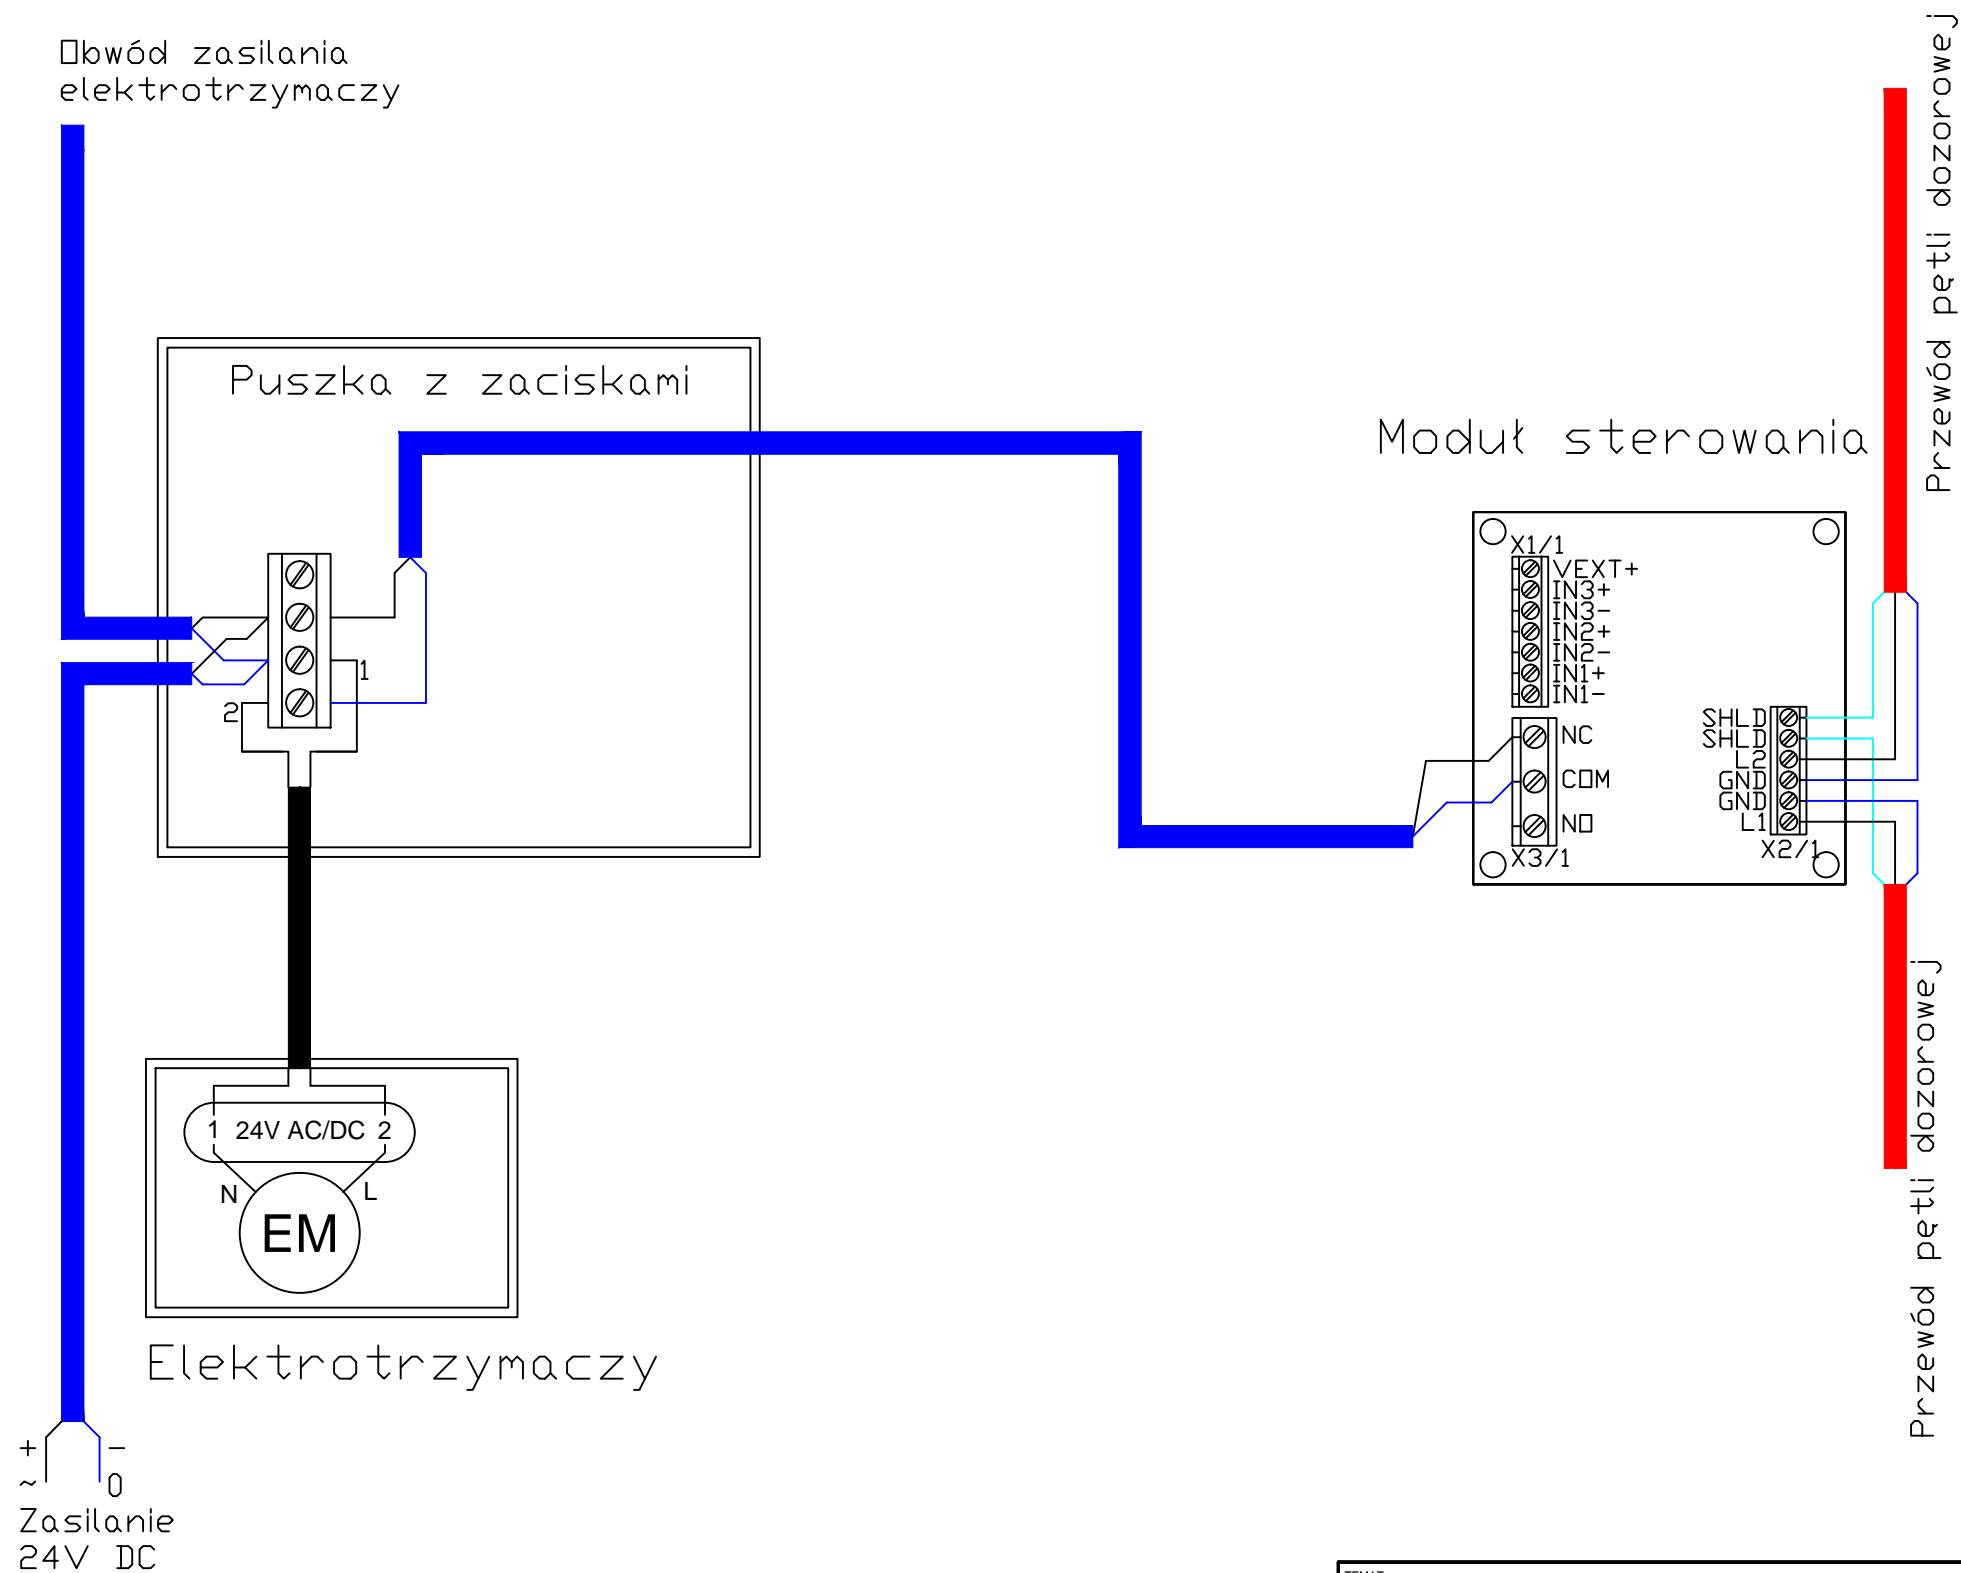 Obwód zasilania
elektrotrzymaczy
Przewód pętli dozorowej
Puszka z zaciskami
1
2
Moduł sterowania
X1/1
VEXT+
IN3+
IN3-
IN2+
IN2-
IN1+
IN1-
NC
COM
NO
X3/1
SHLD
SHLD
L2
GND
GND
L1
X2/1
Przewód pętli dozorowej
1 24V AC/DC 2
N L
EM
Elektrotrzymaczy
+ -
~ 0
Zasilanie
24V DC